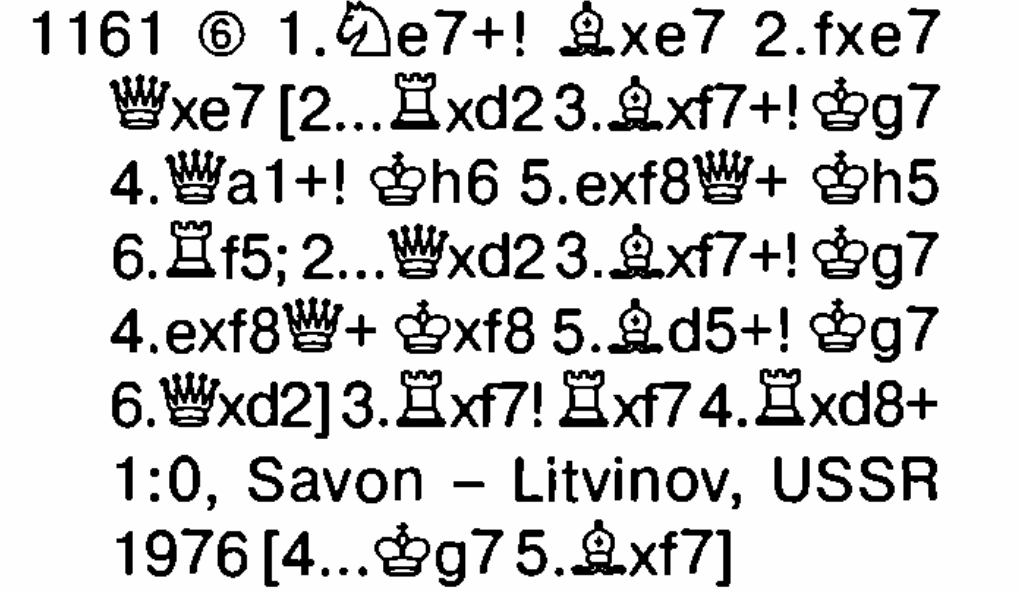 1161 ⑥ 1.♘e7+! ♗xe7 2.fxe7
♕xe7 [2...♖xd2 3.♗xf7+! ♔g7
4.♕a1+! ♔h6 5.exf8♕+ ♔h5
6.♖f5; 2...♕xd2 3.♗xf7+! ♔g7
4.exf8♕+ ♔xf8 5.♗d5+! ♔g7
6.♕xd2] 3.♖xf7! ♖xf7 4.♖xd8+
1:0, Savon – Litvinov, USSR
1976 [4...♔g7 5.♗xf7]